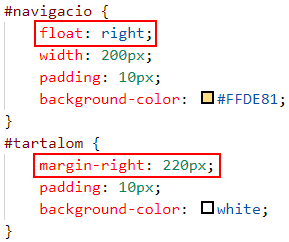 #navigacio {
float: right;
width: 200px;
padding: 10px;
background-color: #FFDE81;
}
#tartalom {
margin-right: 220px;
padding: 10px;
background-color: white;
}